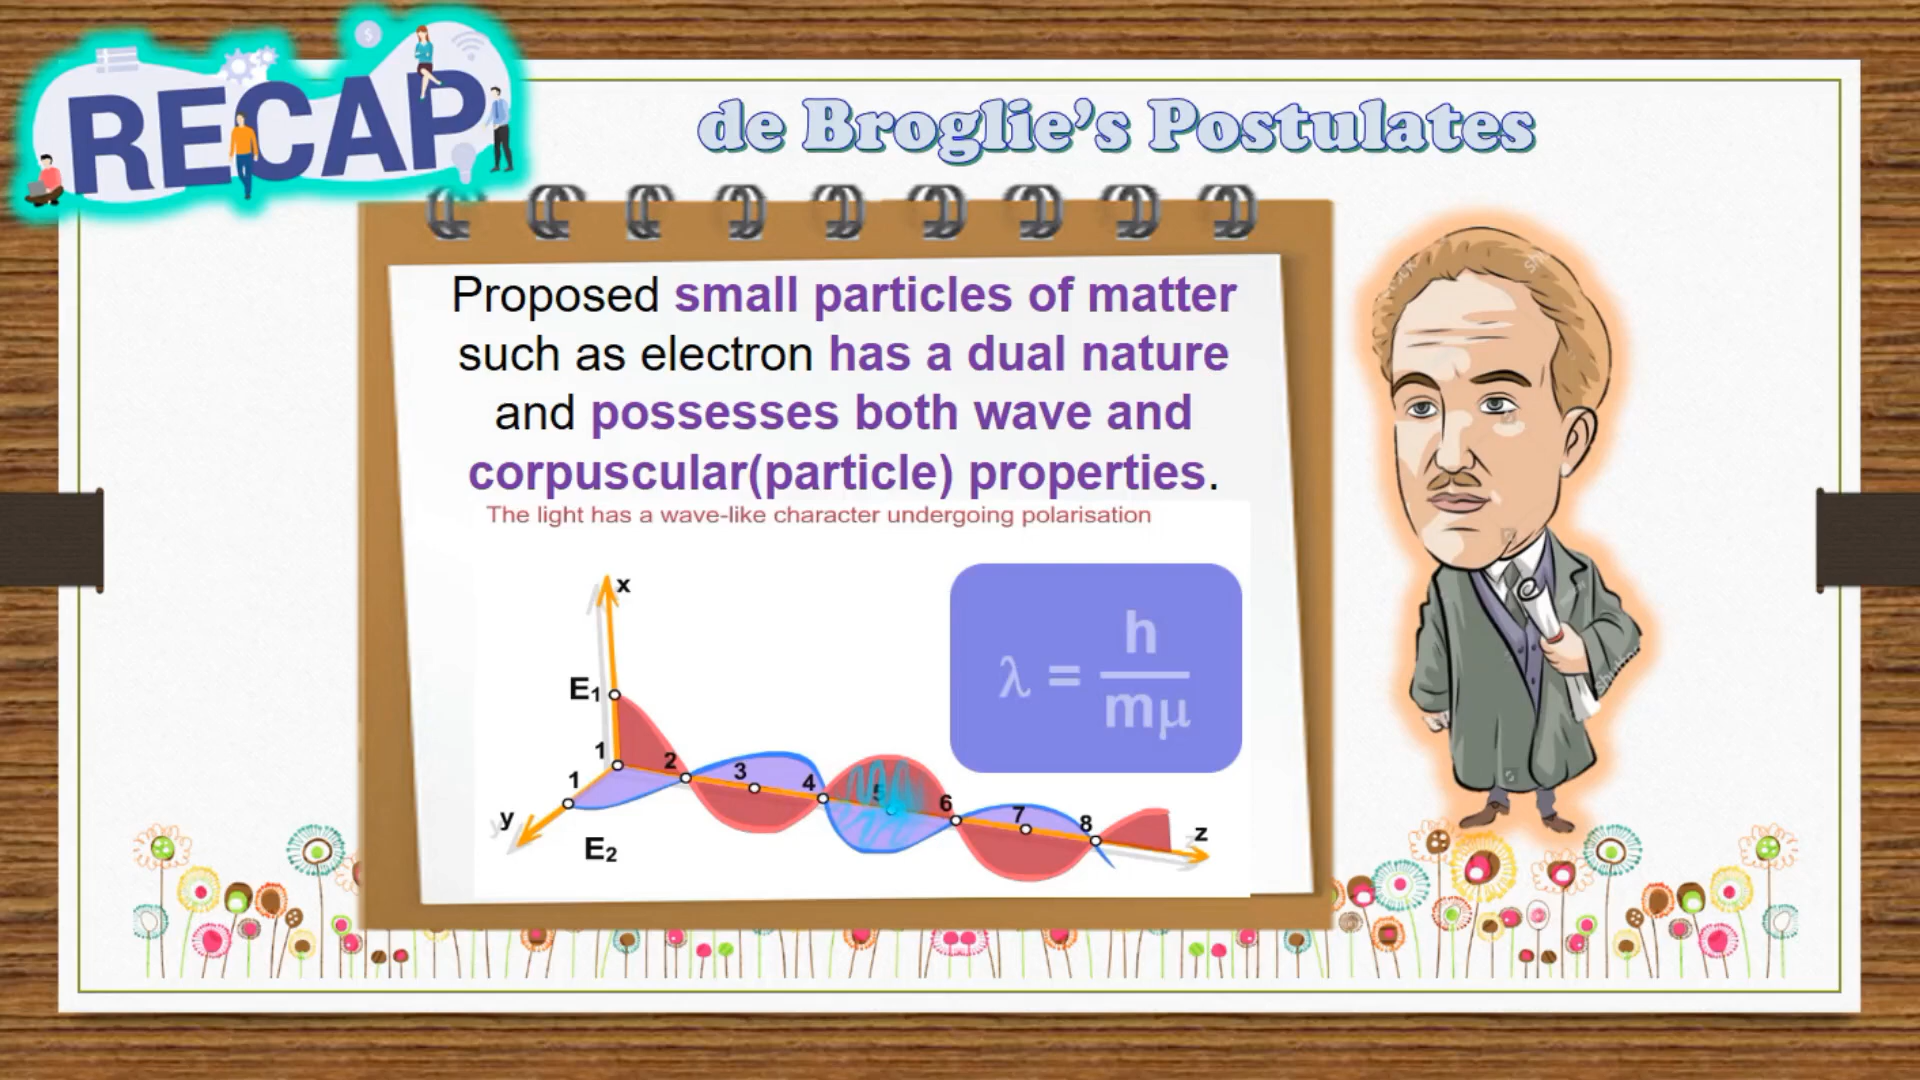 RECAP
de Broglie's Postulates
Proposed small particles of matter
such as electron has a dual nature
and possesses both wave and
corpuscular(particle) properties.
The light has a wave-like character undergoing polarisation
x
E1
1
1
2
3
4
5
6
7
8
y
z
E2
λ = h
mμ